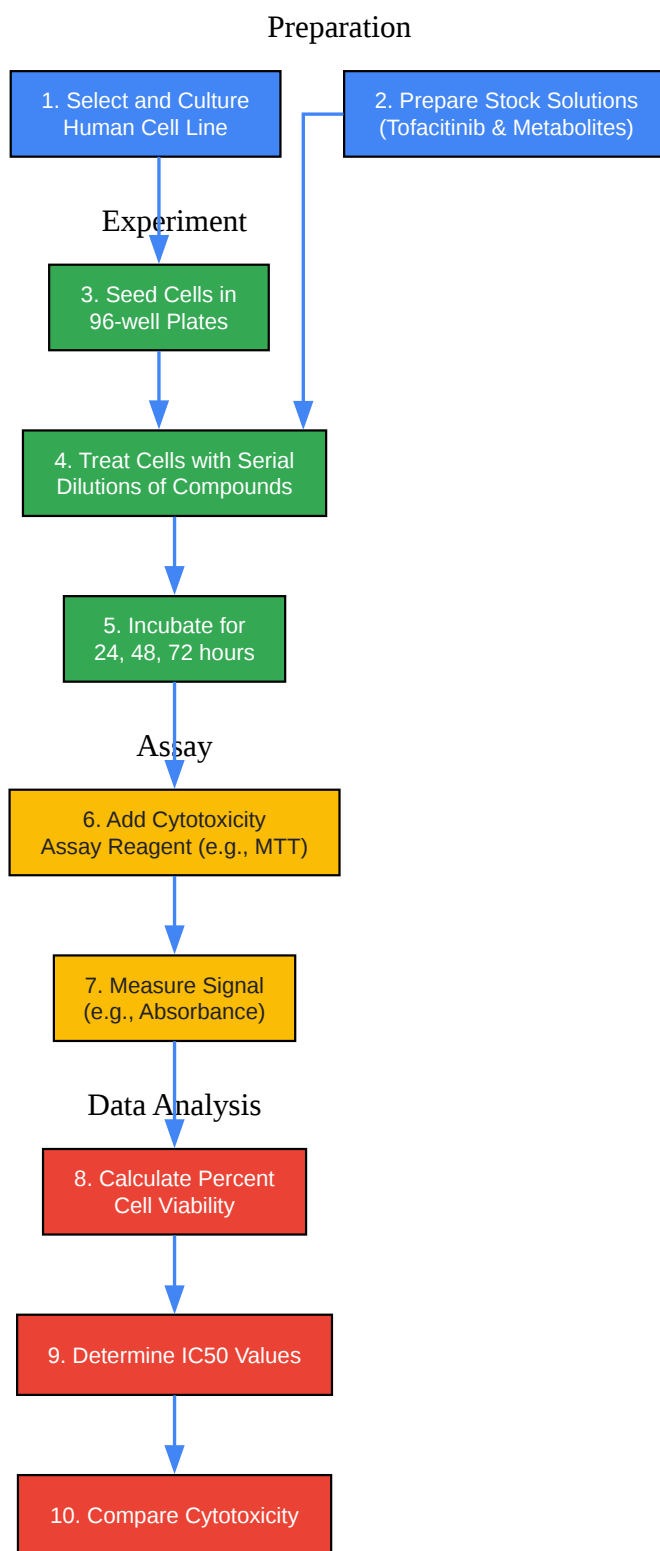 Preparation
1. Select and Culture
Human Cell Line
2. Prepare Stock Solutions
(Tofacitinib & Metabolites)
Experiment
3. Seed Cells in
96-well Plates
4. Treat Cells with Serial
Dilutions of Compounds
5. Incubate for
24, 48, 72 hours
Assay
6. Add Cytotoxicity
Assay Reagent (e.g., MTT)
7. Measure Signal
(e.g., Absorbance)
Data Analysis
8. Calculate Percent
Cell Viability
9. Determine IC50 Values
10. Compare Cytotoxicity